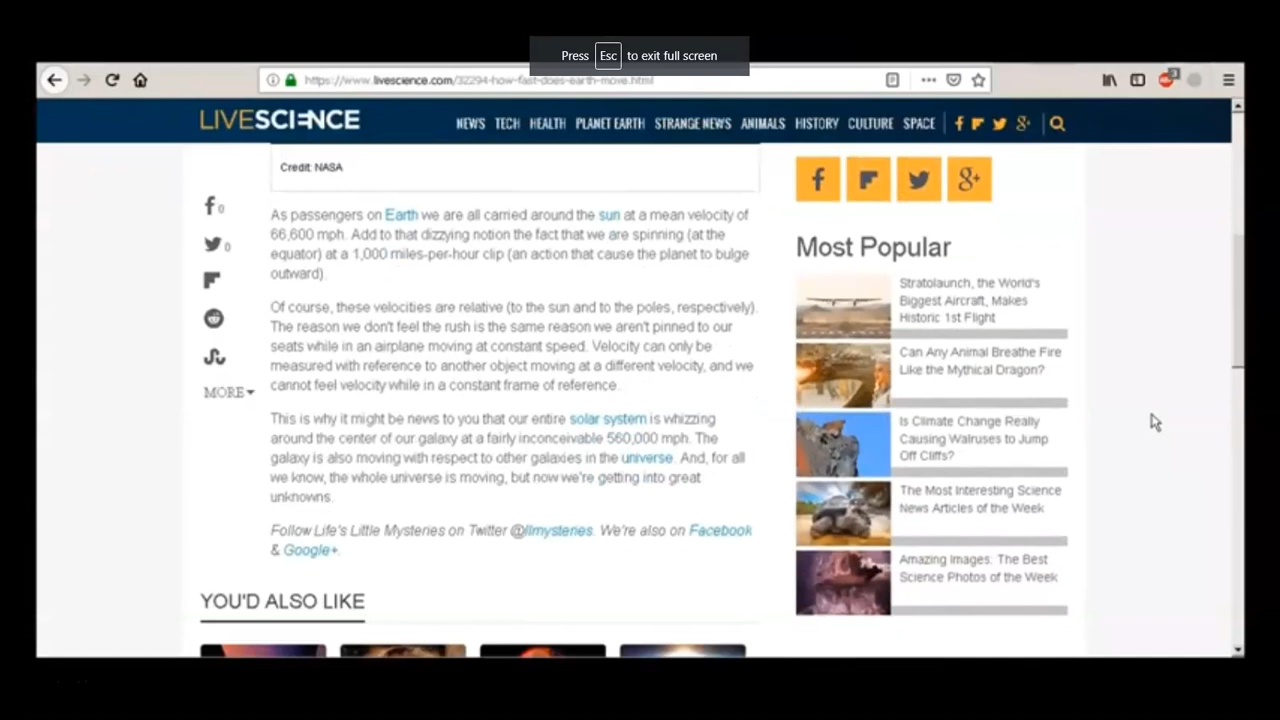 Press Esc to exit full screen
https://www.livescience.com/32294-how-fast-does-earth-move.html
LIVESCIENCE
NEWS TECH HEALTH PLANET EARTH STRANGE NEWS ANIMALS HISTORY CULTURE SPACE
Credit: NASA
As passengers on Earth we are all carried around the sun at a mean velocity of
66,600 mph. Add to that dizzying notion the fact that we are spinning (at the
equator) at a 1,000 miles-per-hour clip (an action that cause the planet to bulge
outward).
Of course, these velocities are relative (to the sun and to the poles, respectively).
The reason we don't feel the rush is the same reason we aren't pinned to our
seats while in an airplane moving at constant speed. Velocity can only be
measured with reference to another object moving at a different velocity, and we
cannot feel velocity while in a constant frame of reference.
This is why it might be news to you that our entire solar system is whizzing
around the center of our galaxy at a fairly inconceivable 560,000 mph. The
galaxy is also moving with respect to other galaxies in the universe. And, for all
we know, the whole universe is moving, but now we're getting into great
unknowns.
Follow Life's Little Mysteries on Twitter @llmysteries. We're also on Facebook
& Google+.
YOU'D ALSO LIKE
0
0
MORE
Most Popular
Stratolaunch, the World's
Biggest Aircraft, Makes
Historic 1st Flight
Can Any Animal Breathe Fire
Like the Mythical Dragon?
Is Climate Change Really
Causing Walruses to Jump
Off Cliffs?
The Most Interesting Science
News Articles of the Week
Amazing Images: The Best
Science Photos of the Week